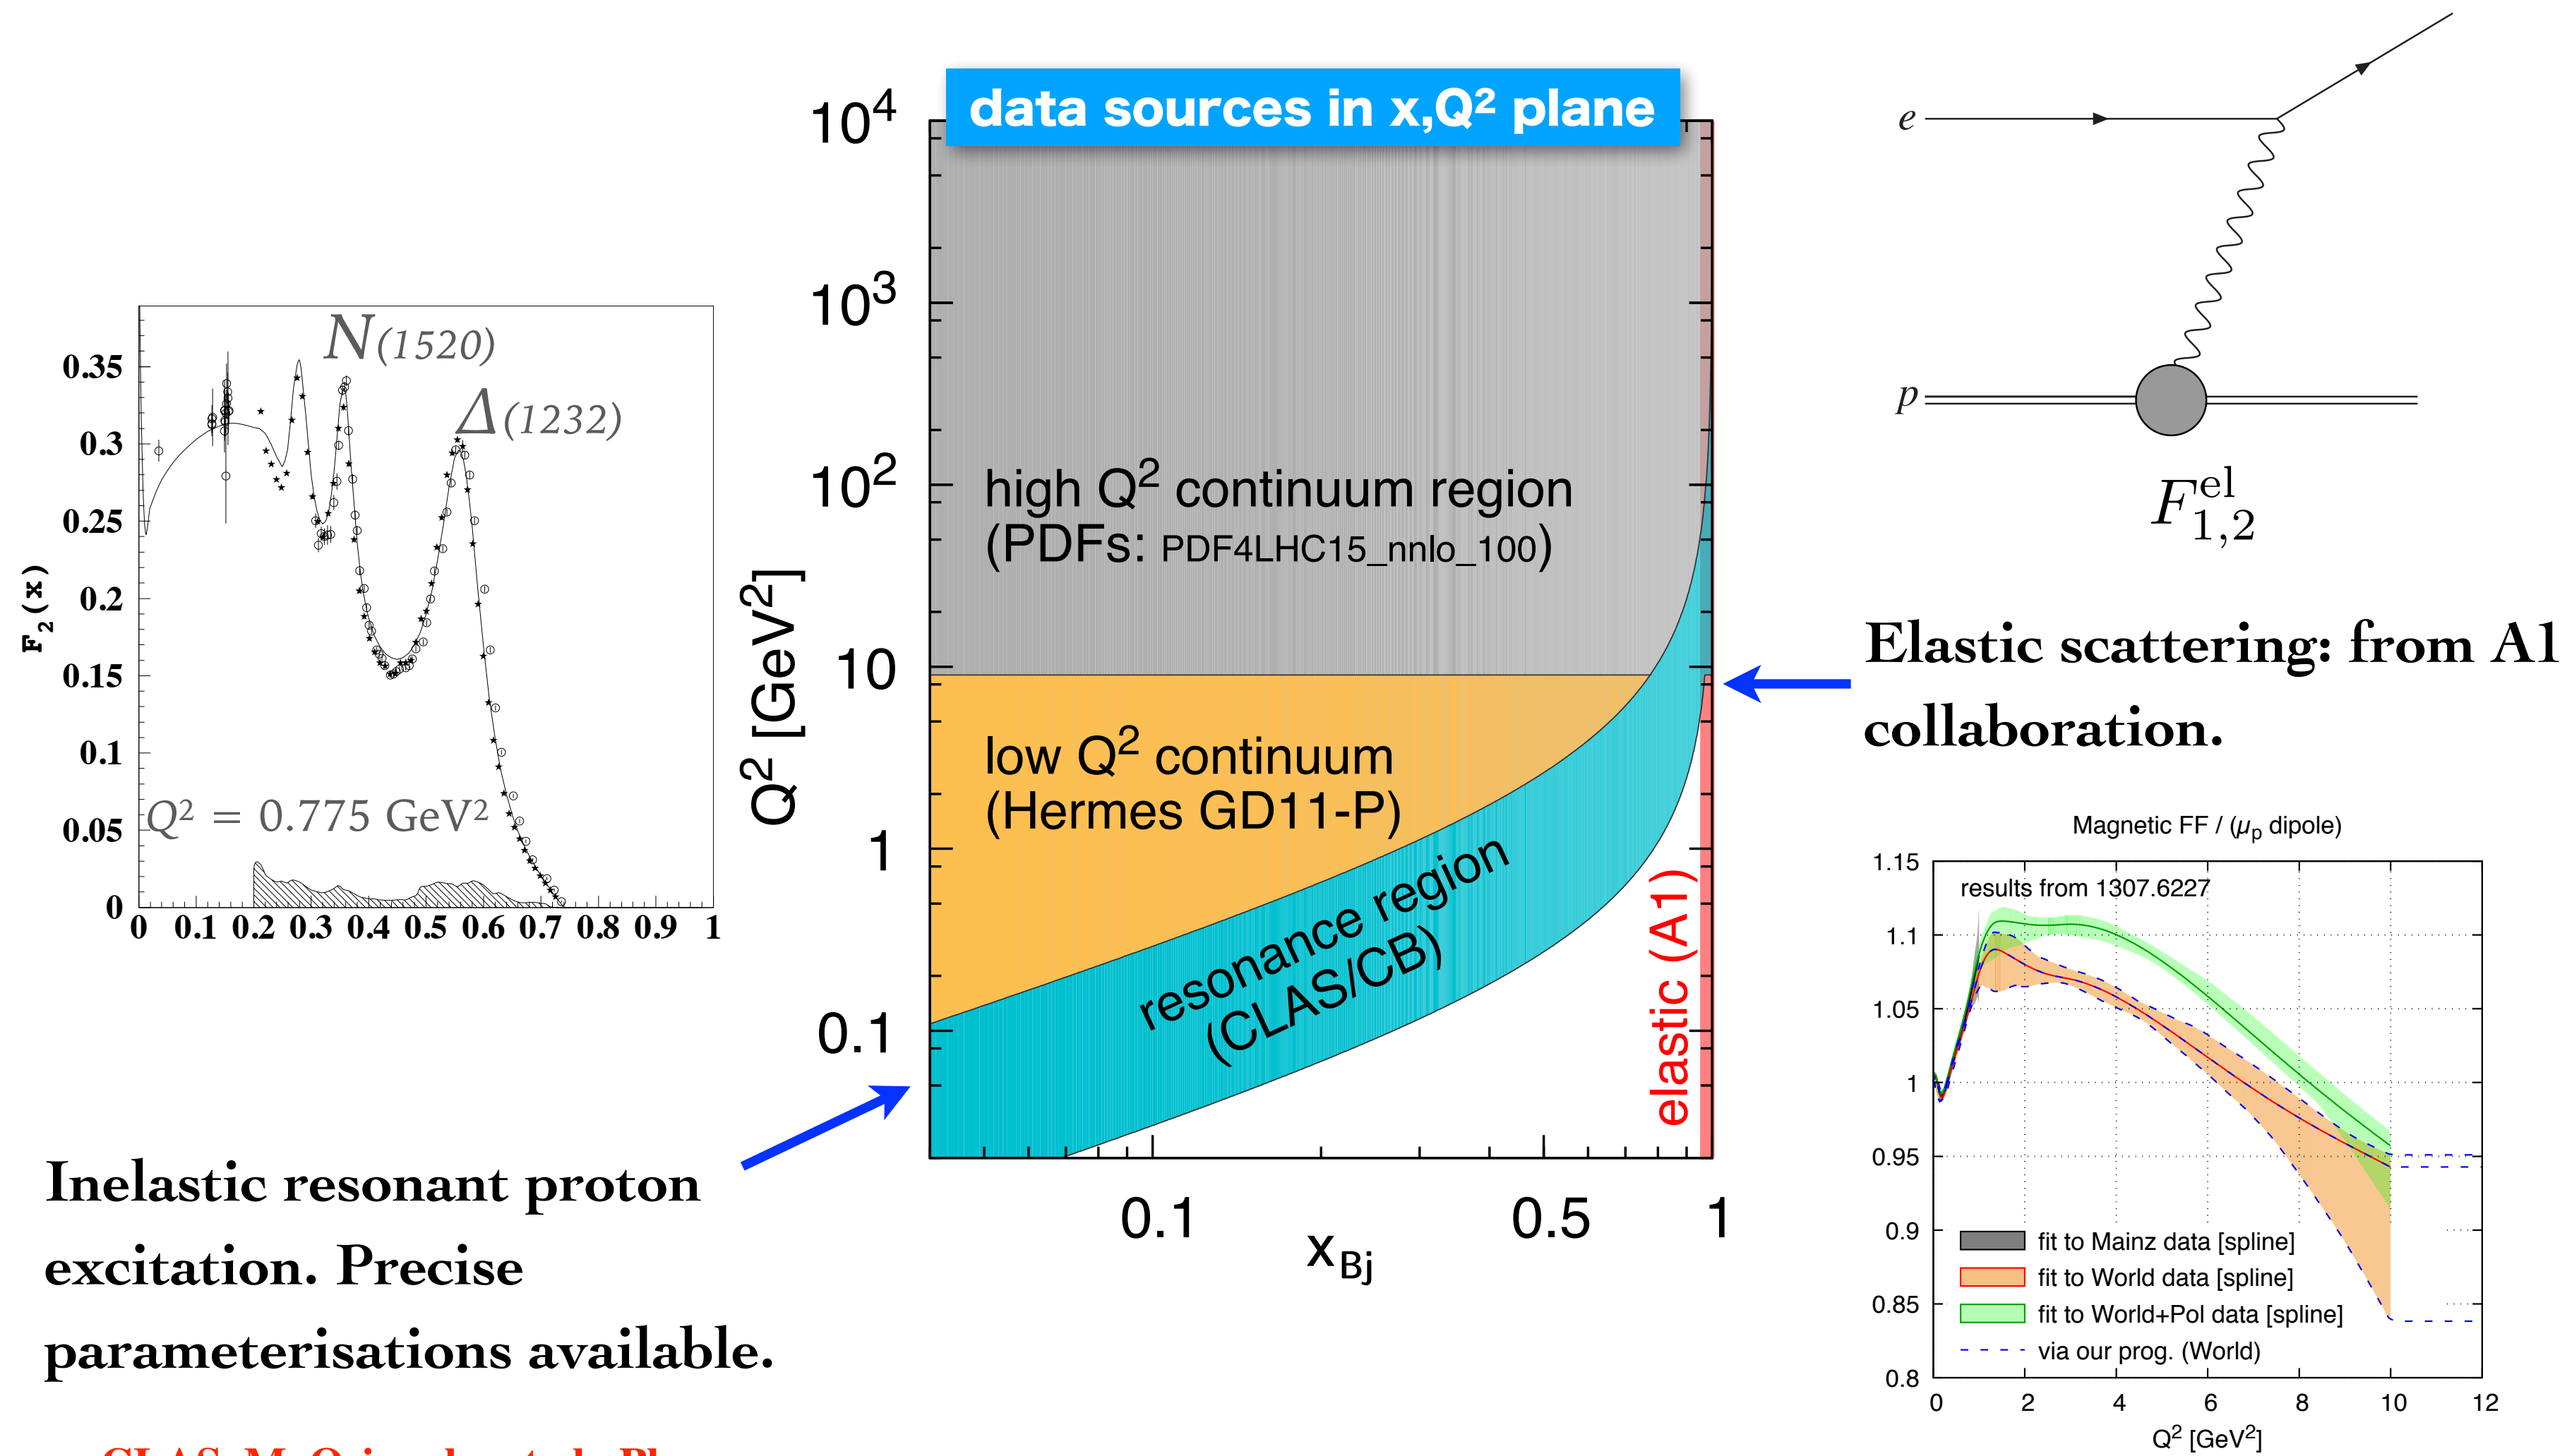 data sources in x,Q² plane
10⁴
10³
10²
10
1
0.1
Q² [GeV²]
high Q² continuum region
(PDFs: PDF4LHC15_nnlo_100)
low Q² continuum
(Hermes GD11-P)
resonance region
(CLAS/CB)
elastic (A1)
0.1 0.5 1
x_Bj
N(1520)
Δ(1232)
0.35
0.3
0.25
0.2
0.15
0.1
0.05
0
F₂(x)
Q² = 0.775 GeV²
0 0.1 0.2 0.3 0.4 0.5 0.6 0.7 0.8 0.9 1
Inelastic resonant proton
excitation. Precise
parameterisations available.
e
p
F^{el}_{1,2}
Elastic scattering: from A1
collaboration.
Magnetic FF / (μ_p dipole)
1.15
1.1
1.05
1
0.95
0.9
0.85
0.8
results from 1307.6227
fit to Mainz data [spline]
fit to World data [spline]
fit to World+Pol data [spline]
via our prog. (World)
0 2 4 6 8 10 12
Q² [GeV²]